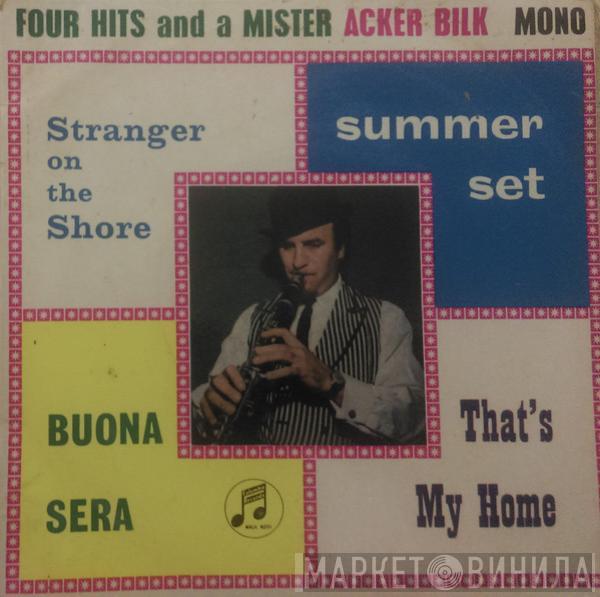 FOUR HITS and a MISTER ACKER BILK MONO
Stranger
on
the
Shore
summer
set
BUONA
SERA
That's
My Home
МАРКЕТ ВИНИЛА